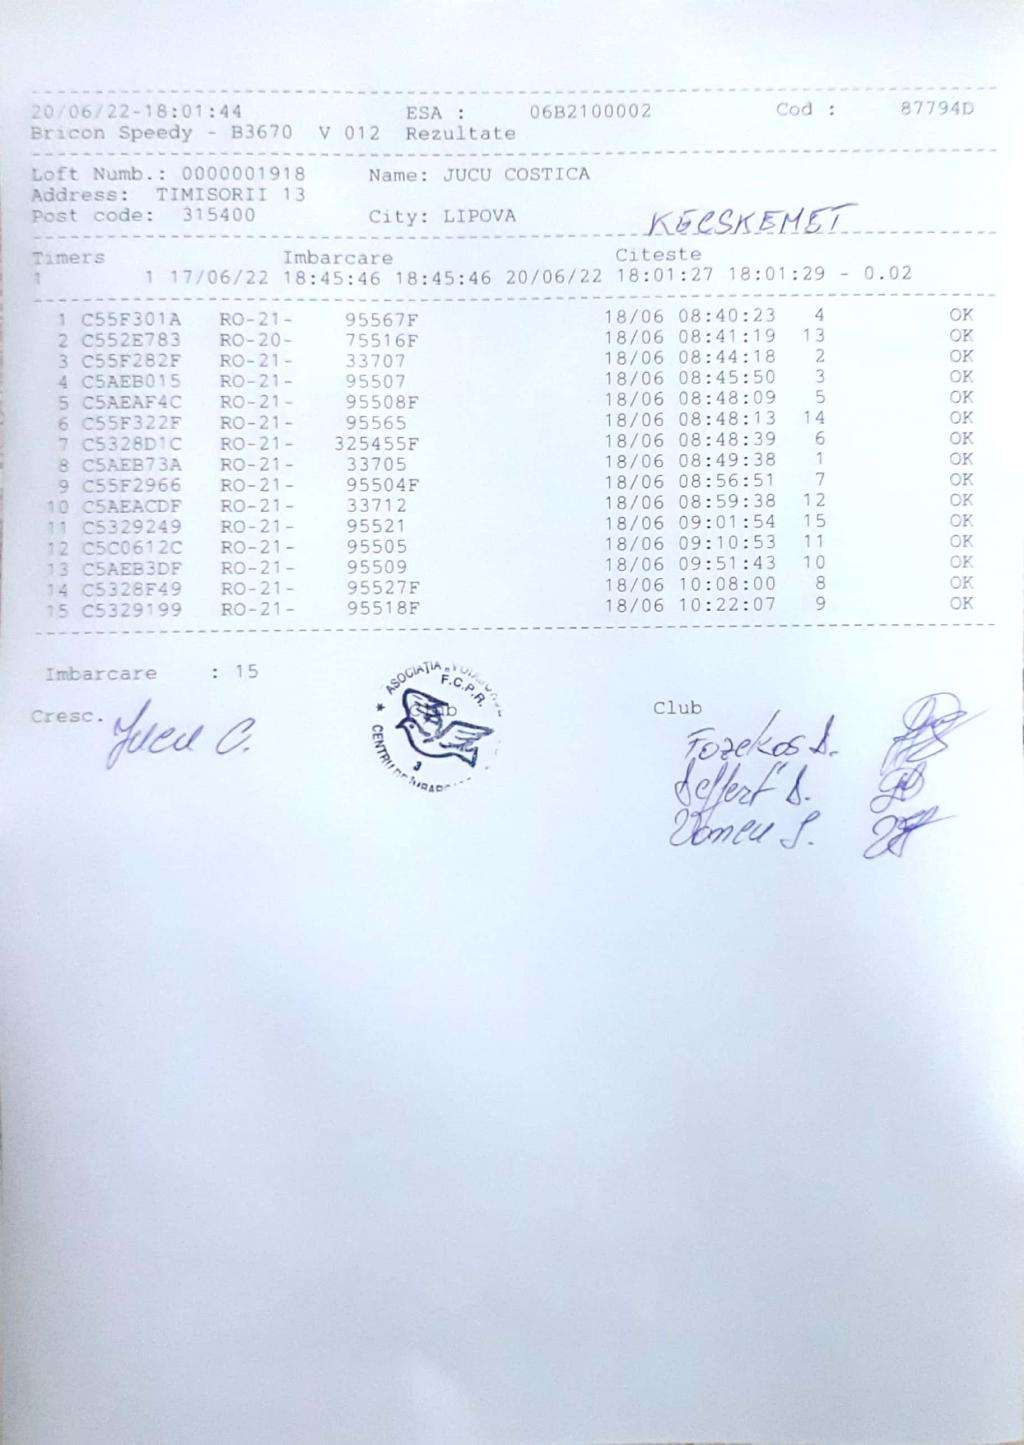 20/06/22-18:01:44 ESA : 06B2100002 Cod : 87794D
Bricon Speedy - B3670 V 012 Rezultate
Loft Numb.: 0000001918 Name: JUCU COSTICA
Address: TIMISORII 13
Post code: 315400 City: LIPOVA KECSKEMET
Timers Imbarcare Citeste
1 1 17/06/22 18:45:46 18:45:46 20/06/22 18:01:27 18:01:29 - 0.02
1 C55F301A RO-21- 95567F 18/06 08:40:23 4 OK
2 C552E783 RO-20- 75516F 18/06 08:41:19 13 OK
3 C55F282F RO-21- 33707 18/06 08:44:18 2 OK
4 C5AEB015 RO-21- 95507 18/06 08:45:50 3 OK
5 C5AEAF4C RO-21- 95508F 18/06 08:48:09 5 OK
6 C55F322F RO-21- 95565 18/06 08:48:13 14 OK
7 C5328D1C RO-21- 325455F 18/06 08:48:39 6 OK
8 C5AEB73A RO-21- 33705 18/06 08:49:38 1 OK
9 C55F2966 RO-21- 95504F 18/06 08:56:51 7 OK
10 C5AEACDF RO-21- 33712 18/06 08:59:38 12 OK
11 C5329249 RO-21- 95521 18/06 09:01:54 15 OK
12 C5C0612C RO-21- 95505 18/06 09:10:53 11 OK
13 C5AEB3DF RO-21- 95509 18/06 09:51:43 10 OK
14 C5328F49 RO-21- 95527F 18/06 10:08:00 8 OK
15 C5329199 RO-21- 95518F 18/06 10:22:07 9 OK
Imbarcare : 15
ASOCIAȚIA
F.C.P.R.
Club
CENTRU DE
3
Cresc. Jucu C. Club
Fozekos S.
Seffert S.